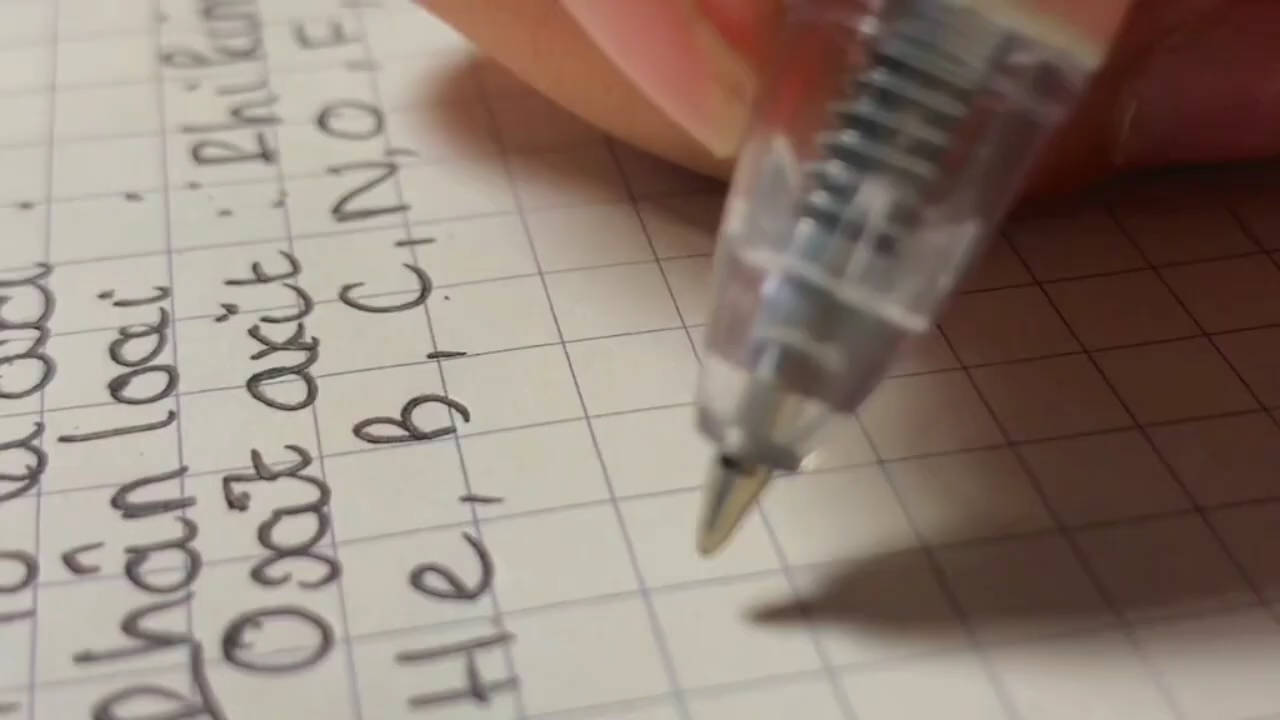 Phân loại :
Oxit axit : Phi kim
He, B, C, N, O, F